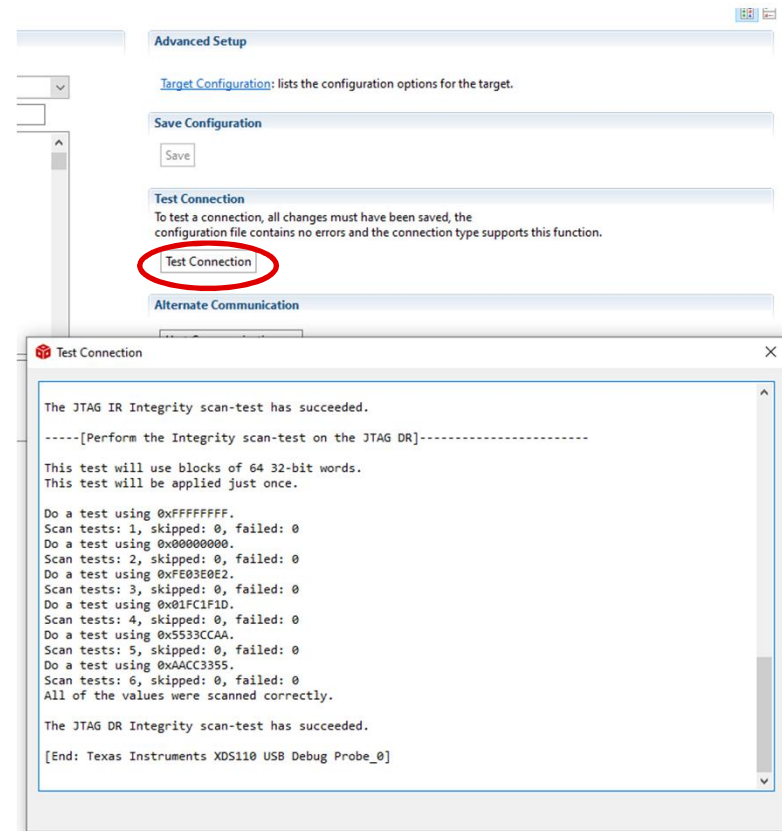 Advanced Setup
Target Configuration: lists the configuration options for the target.
Save Configuration
Save
Test Connection
To test a connection, all changes must have been saved, the
configuration file contains no errors and the connection type supports this function.
Test Connection
Alternate Communication
Test Connection
The JTAG IR Integrity scan-test has succeeded.
-----[Perform the Integrity scan-test on the JTAG DR]------------------------
This test will use blocks of 64 32-bit words.
This test will be applied just once.
Do a test using 0xFFFFFFFF.
Scan tests: 1, skipped: 0, failed: 0
Do a test using 0x00000000.
Scan tests: 2, skipped: 0, failed: 0
Do a test using 0xFE03E0E2.
Scan tests: 3, skipped: 0, failed: 0
Do a test using 0x01FC1F1D.
Scan tests: 4, skipped: 0, failed: 0
Do a test using 0x5533CCAA.
Scan tests: 5, skipped: 0, failed: 0
Do a test using 0xAACC3355.
Scan tests: 6, skipped: 0, failed: 0
All of the values were scanned correctly.
The JTAG DR Integrity scan-test has succeeded.
[End: Texas Instruments XDS110 USB Debug Probe_0]